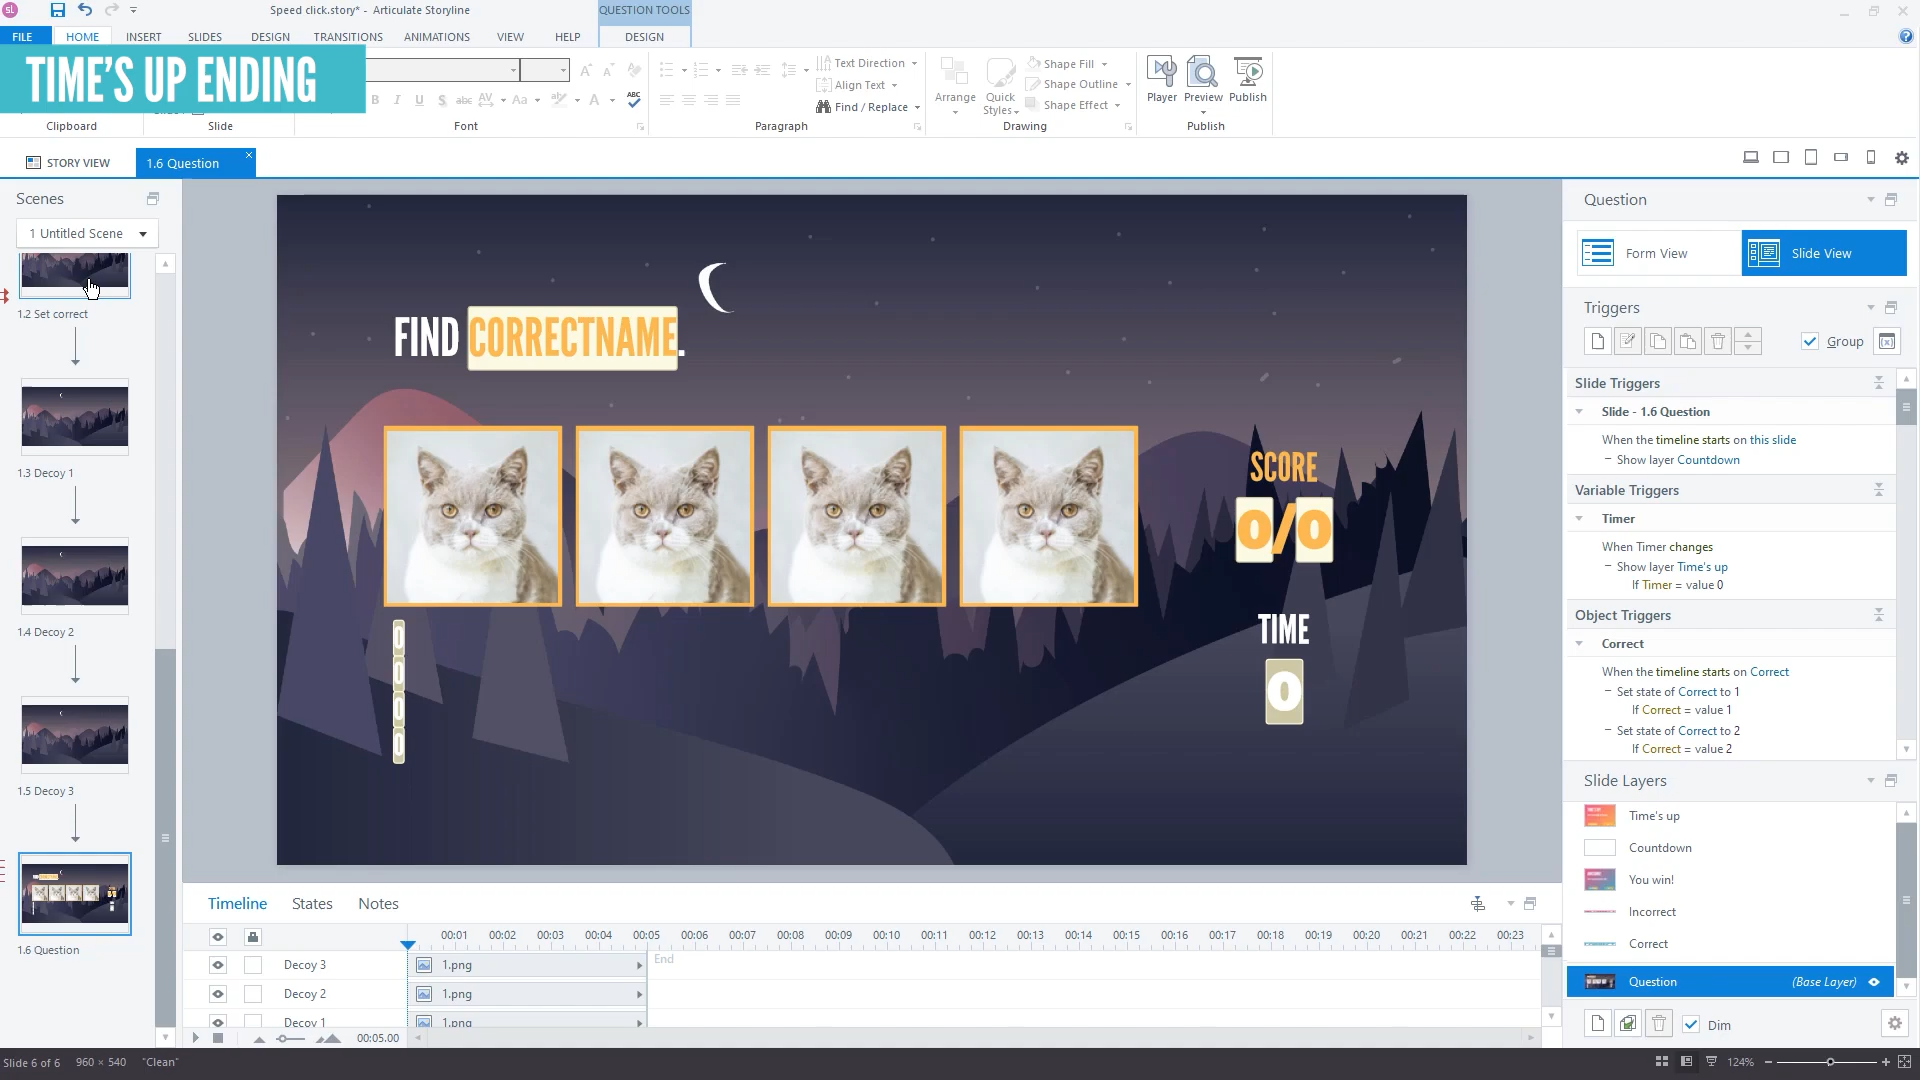 Speed click.story* - Articulate Storyline
QUESTION TOOLS
FILE
HOME
INSERT
SLIDES
DESIGN
TRANSITIONS
ANIMATIONS
VIEW
HELP
DESIGN
TIME'S UP ENDING
Text Direction
Align Text
Find / Replace
Arrange
Quick Styles
Shape Fill
Shape Outline
Shape Effect
Player
Preview
Publish
Clipboard
Slide
Font
Paragraph
Drawing
Publish
STORY VIEW
1.6 Question
Scenes
1 Untitled Scene
1.2 Set correct
1.3 Decoy 1
1.4 Decoy 2
1.5 Decoy 3
1.6 Question
FIND CORRECTNAME.
SCORE
0/0
TIME
0
0
0
0
0
Question
Form View
Slide View
Triggers
Group
Slide Triggers
Slide - 1.6 Question
When the timeline starts on this slide
- Show layer Countdown
Variable Triggers
Timer
When Timer changes
- Show layer Time's up
If Timer = value 0
Object Triggers
Correct
When the timeline starts on Correct
- Set state of Correct to 1
If Correct = value 1
- Set state of Correct to 2
If Correct = value 2
Slide Layers
Time's up
Countdown
You win!
Incorrect
Correct
Question (Base Layer)
Dim
Timeline
States
Notes
00:01 00:02 00:03 00:04 00:05 00:06 00:07 00:08 00:09 00:10 00:11 00:12 00:13 00:14 00:15 00:16 00:17 00:18 00:19 00:20 00:21 00:22 00:23
Decoy 3 1.png End
Decoy 2 1.png
Decoy 1 1.png
00:05.00
Slide 6 of 6 960 × 540 "Clean" 124%